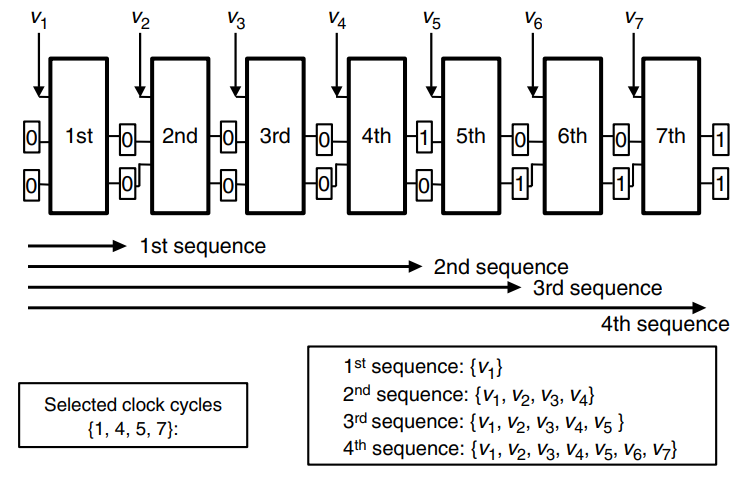 v1 v2 v3 v4 v5 v6 v7
0 1st 0 2nd 0 3rd 0 4th 1 5th 0 6th 0 7th 1
0 0 0 0 0 1 1 1
1st sequence
2nd sequence
3rd sequence
4th sequence
Selected clock cycles
{1, 4, 5, 7}:
1st sequence: {v1}
2nd sequence: {v1, v2, v3, v4}
3rd sequence: {v1, v2, v3, v4, v5 }
4th sequence: {v1, v2, v3, v4, v5, v6, v7}